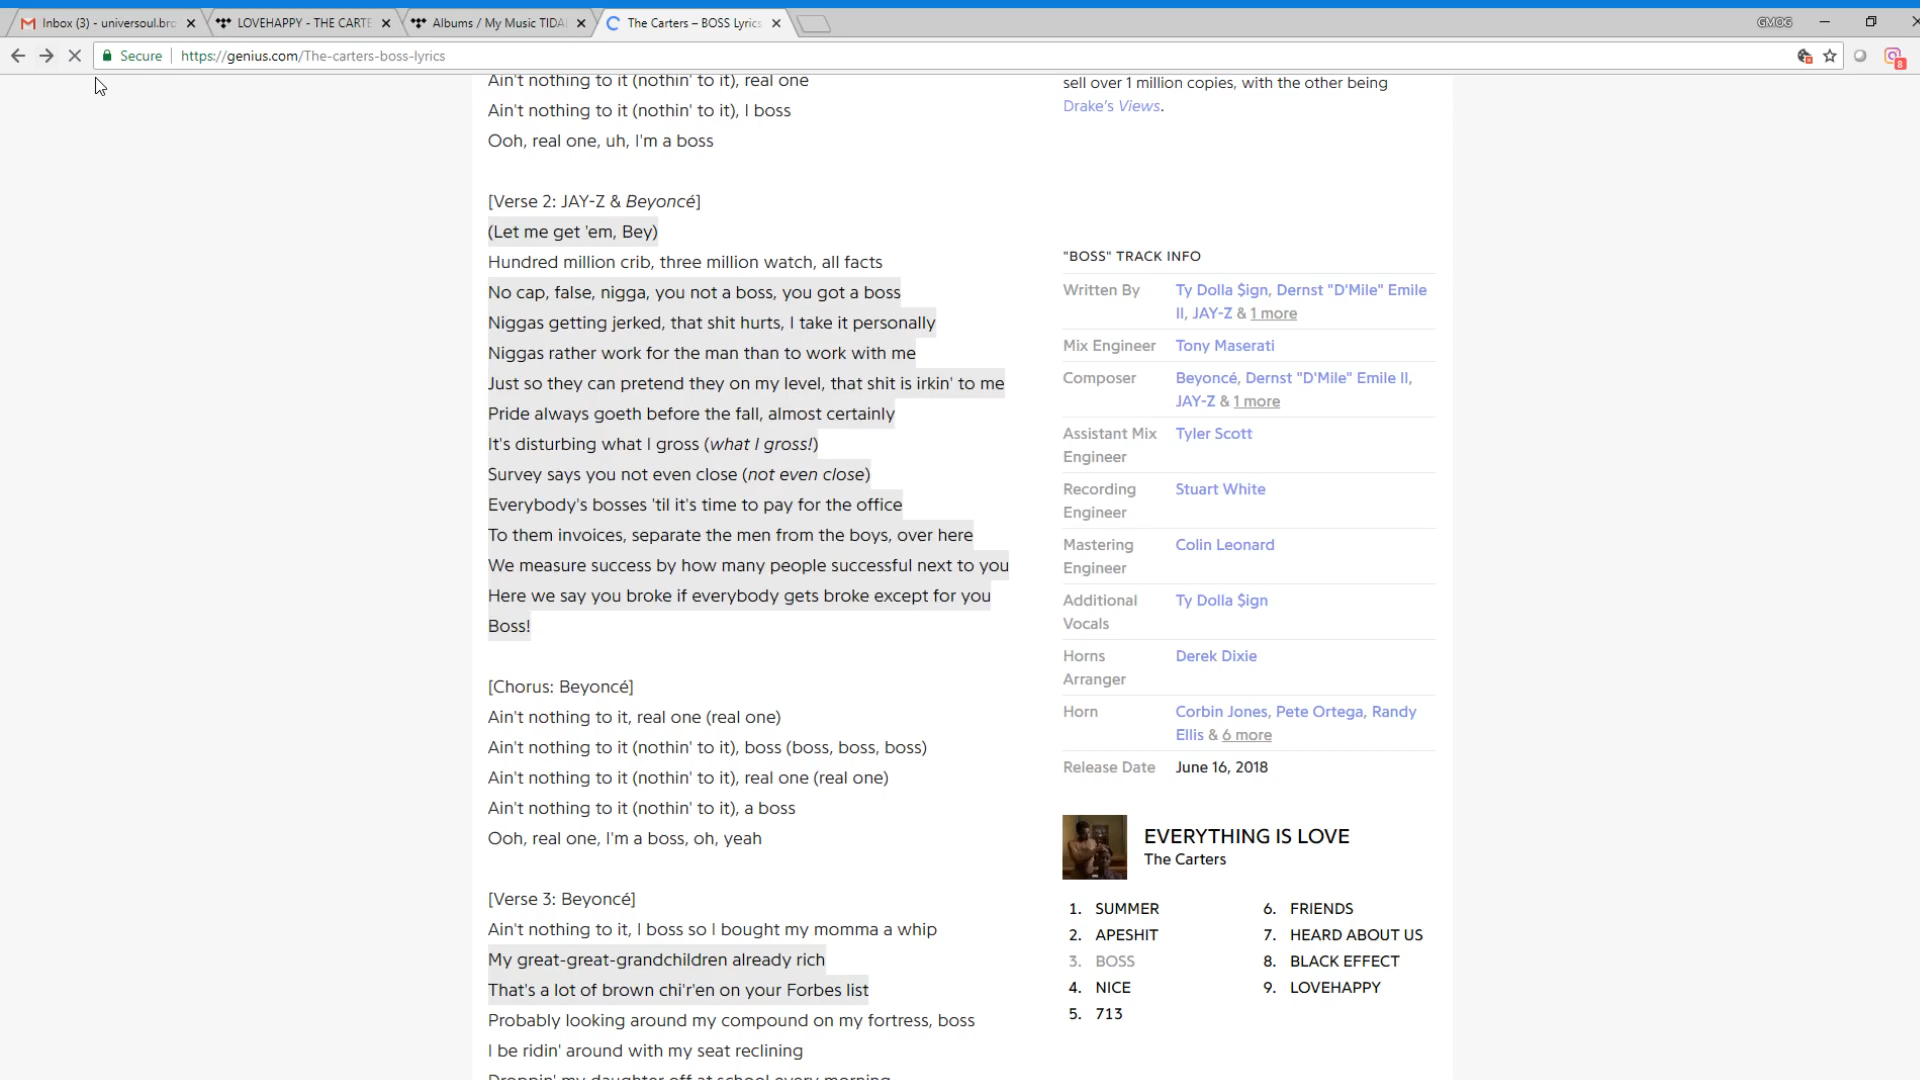 Inbox (3) - universoul.bro
LOVEHAPPY - THE CARTE
Albums / My Music TIDA
The Carters – BOSS Lyrics
GMOG
Secure
https://genius.com/The-carters-boss-lyrics
8
Ain't nothing to it (nothin' to it), real one
Ain't nothing to it (nothin' to it), I boss
Ooh, real one, uh, I'm a boss
[Verse 2: JAY-Z & Beyoncé]
(Let me get 'em, Bey)
Hundred million crib, three million watch, all facts
No cap, false, nigga, you not a boss, you got a boss
Niggas getting jerked, that shit hurts, I take it personally
Niggas rather work for the man than to work with me
Just so they can pretend they on my level, that shit is irkin' to me
Pride always goeth before the fall, almost certainly
It's disturbing what I gross (what I gross!)
Survey says you not even close (not even close)
Everybody's bosses 'til it's time to pay for the office
To them invoices, separate the men from the boys, over here
We measure success by how many people successful next to you
Here we say you broke if everybody gets broke except for you
Boss!
[Chorus: Beyoncé]
Ain't nothing to it, real one (real one)
Ain't nothing to it (nothin' to it), boss (boss, boss, boss)
Ain't nothing to it (nothin' to it), real one (real one)
Ain't nothing to it (nothin' to it), a boss
Ooh, real one, I'm a boss, oh, yeah
[Verse 3: Beyoncé]
Ain't nothing to it, I boss so I bought my momma a whip
My great-great-grandchildren already rich
That's a lot of brown chi'r'en on your Forbes list
Probably looking around my compound on my fortress, boss
I be ridin' around with my seat reclining
Droppin' my daughter off at school every morning
sell over 1 million copies, with the other being
Drake's Views.
"BOSS" TRACK INFO
Written By Ty Dolla $ign, Dernst "D'Mile" Emile
II, JAY-Z & 1 more
Mix Engineer Tony Maserati
Composer Beyoncé, Dernst "D'Mile" Emile II,
JAY-Z & 1 more
Assistant Mix Tyler Scott
Engineer
Recording Stuart White
Engineer
Mastering Colin Leonard
Engineer
Additional Ty Dolla $ign
Vocals
Horns Derek Dixie
Arranger
Horn Corbin Jones, Pete Ortega, Randy
Ellis & 6 more
Release Date June 16, 2018
EVERYTHING IS LOVE
The Carters
1. SUMMER
2. APESHIT
3. BOSS
4. NICE
5. 713
6. FRIENDS
7. HEARD ABOUT US
8. BLACK EFFECT
9. LOVEHAPPY